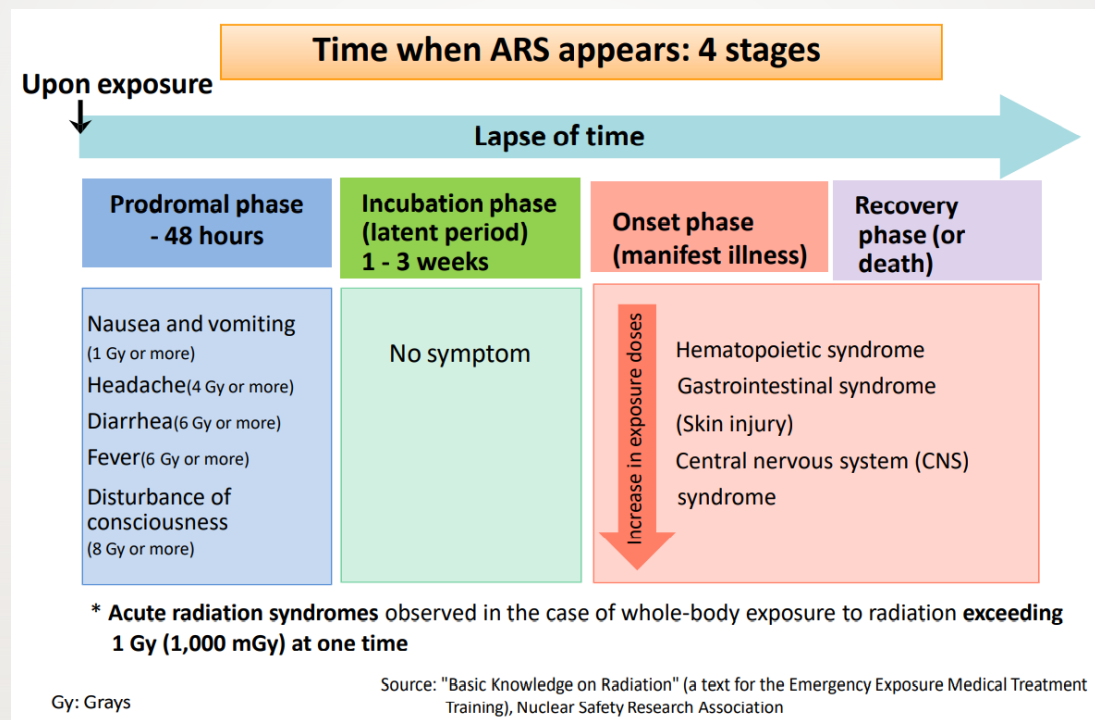 Time when ARS appears: 4 stages
Upon exposure
Lapse of time
Prodromal phase
- 48 hours
Incubation phase
(latent period)
1 - 3 weeks
Onset phase
(manifest illness)
Recovery
phase (or
death)
Nausea and vomiting
(1 Gy or more)
Headache(4 Gy or more)
Diarrhea(6 Gy or more)
Fever(6 Gy or more)
Disturbance of
consciousness
(8 Gy or more)
No symptom
Increase in exposure doses
Hematopoietic syndrome
Gastrointestinal syndrome
(Skin injury)
Central nervous system (CNS)
syndrome
* Acute radiation syndromes observed in the case of whole-body exposure to radiation exceeding
1 Gy (1,000 mGy) at one time
Gy: Grays
Source: "Basic Knowledge on Radiation" (a text for the Emergency Exposure Medical Treatment
Training), Nuclear Safety Research Association